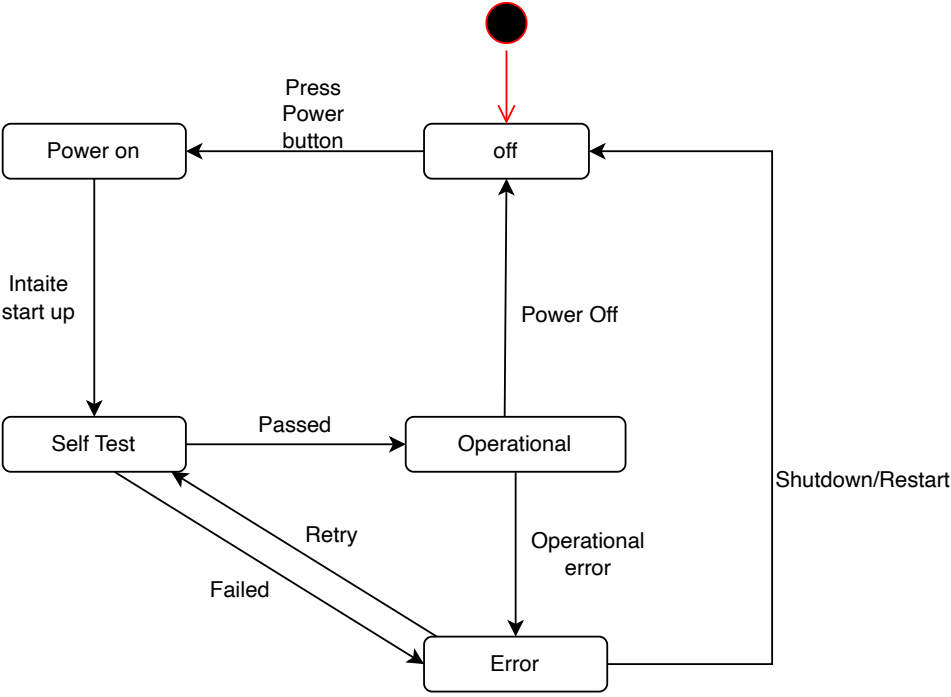 Press
Power
button
Power on
off
Intaite
start up
Power Off
Self Test
Passed
Operational
Shutdown/Restart
Retry
Operational
error
Failed
Error